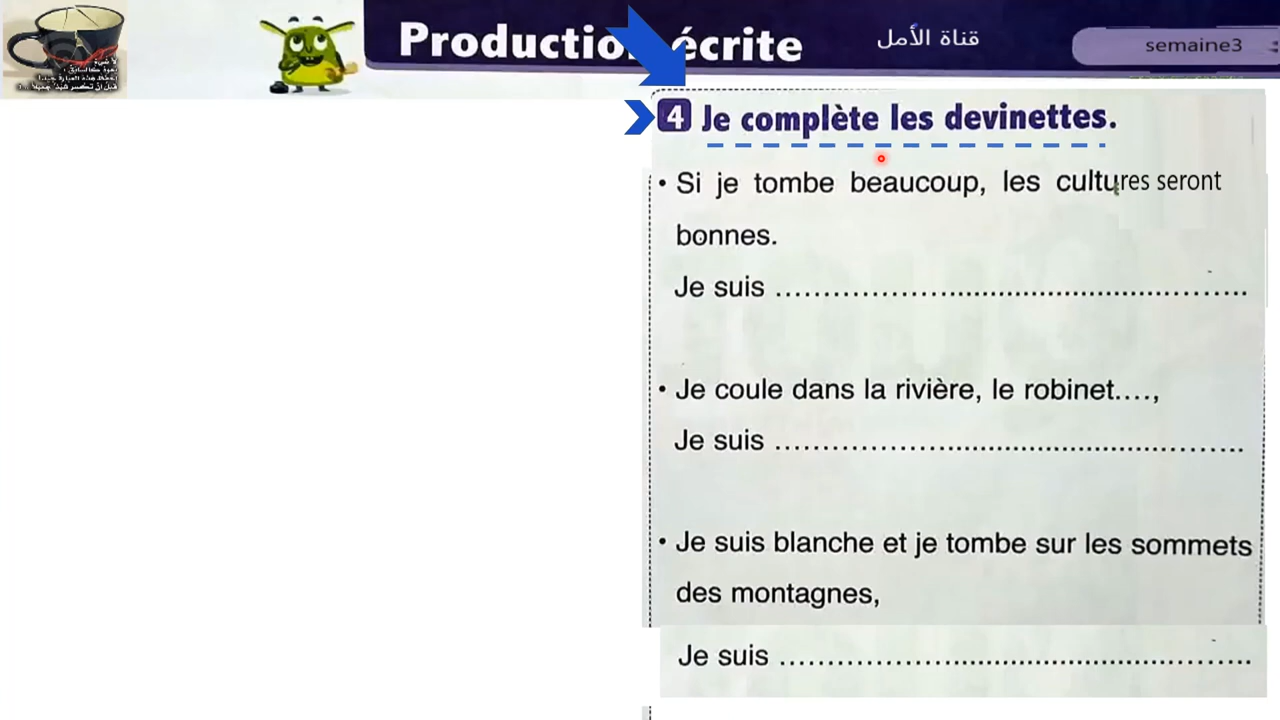 Production écrite
قناة الأمل
semaine3
4 Je complète les devinettes.
• Si je tombe beaucoup, les cultures seront
bonnes.
Je suis ...............................................................
• Je coule dans la rivière, le robinet....,
Je suis ...............................................................
• Je suis blanche et je tombe sur les sommets
des montagnes,
Je suis ...............................................................